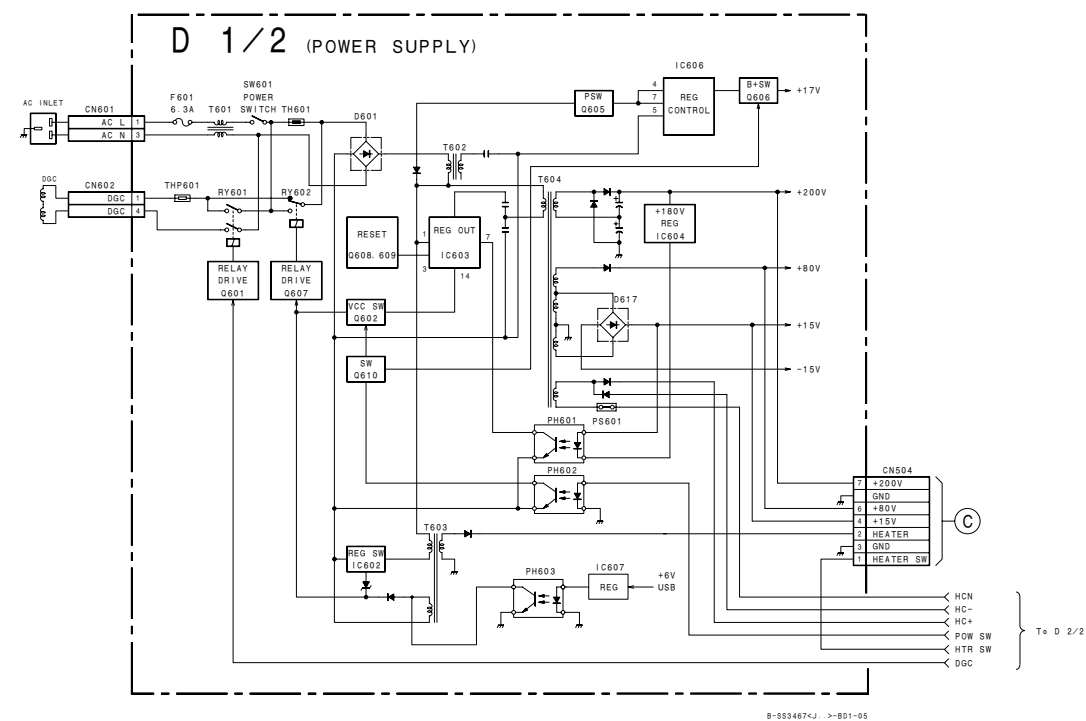 D 1/2 (POWER SUPPLY)
AC INLET
CN601
AC L 1
AC N 3
F601
6.3A
T601
SW601
POWER
SWITCH
TH601
D601
T602
PSW
Q605
IC606
4
7
5
REG
CONTROL
B+SW
Q606
+17V
DGC
CN602
DGC 1
DGC 4
THP601
RY601
RY602
RELAY
DRIVE
Q601
RELAY
DRIVE
Q607
RESET
Q608. 609
1
REG OUT
IC603
7
3
14
T604
+180V
REG
IC604
+200V
+80V
D617
+15V
-15V
VCC SW
Q602
SW
Q610
PS601
PH601
PH602
T603
REG SW
IC602
PH603
IC607
REG
+6V
USB
CN504
7 +200V
GND
6 +80V
4 +15V
2 HEATER
3 GND
1 HEATER SW
C
HCN
HC-
HC+
POW SW
HTR SW
DGC
To D 2/2
B-SS3467<J..>-BD1-05